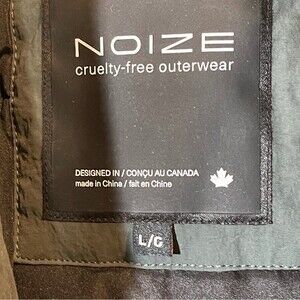 NOIZE
cruelty-free outerwear
DESIGNED IN / CONÇU AU CANADA
made in China / fait en Chine
L/G